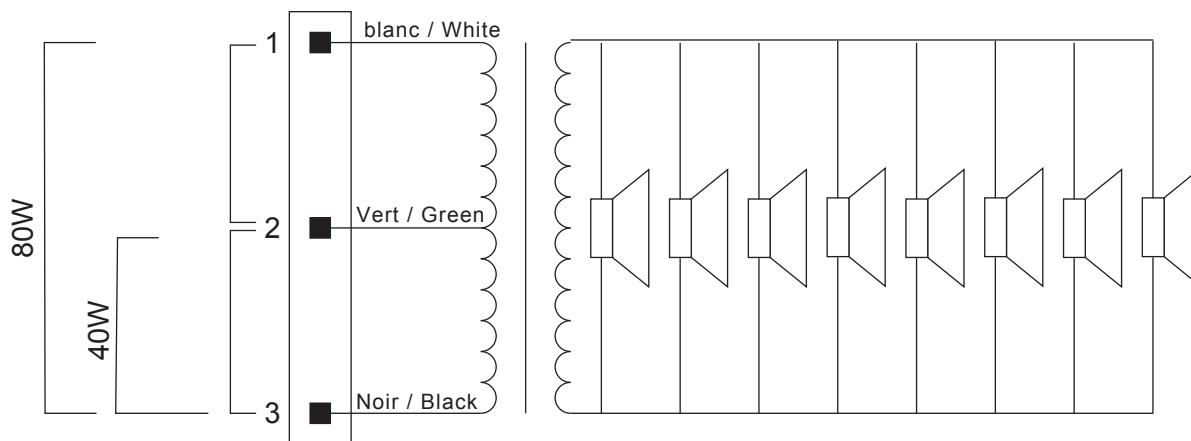 1
blanc / White
80W
2
Vert / Green
40W
3
Noir / Black